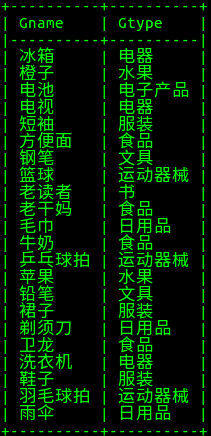 Gname Gtype
冰箱 电器
橙子 水果
电池 电子产品
电视 电器
短袖 服装
方便面 食品
钢笔 文具
篮球 运动器械
老读者 书
老干妈 食品
毛巾 日用品
牛奶 食品
乒乓球拍 运动器械
苹果 水果
铅笔 文具
裙子 服装
剃须刀 日用品
卫龙 食品
洗衣机 电器
鞋子 服装
羽毛球拍 运动器械
雨伞 日用品